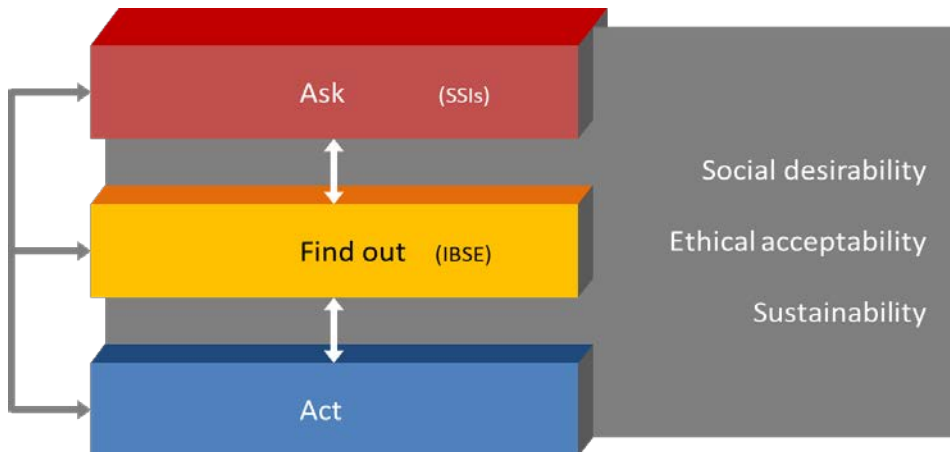 Ask (SSIs)
Find out (IBSE)
Act
Social desirability
Ethical acceptability
Sustainability